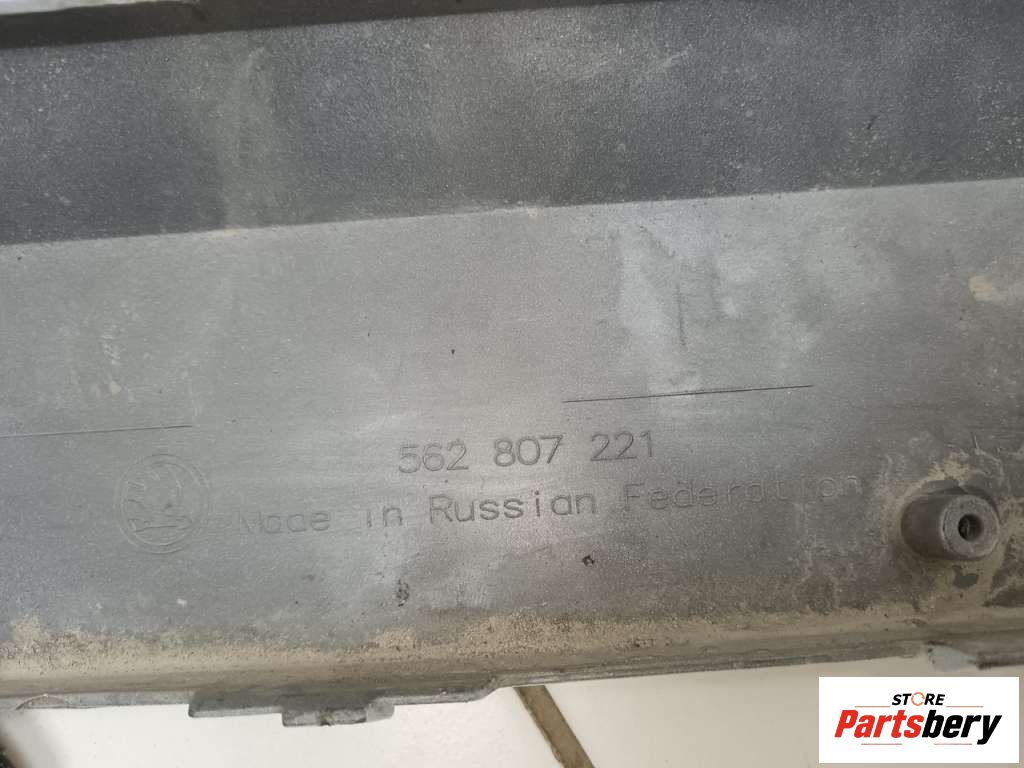 562 807 221
Made in Russian Federation
STORE
Partsbery